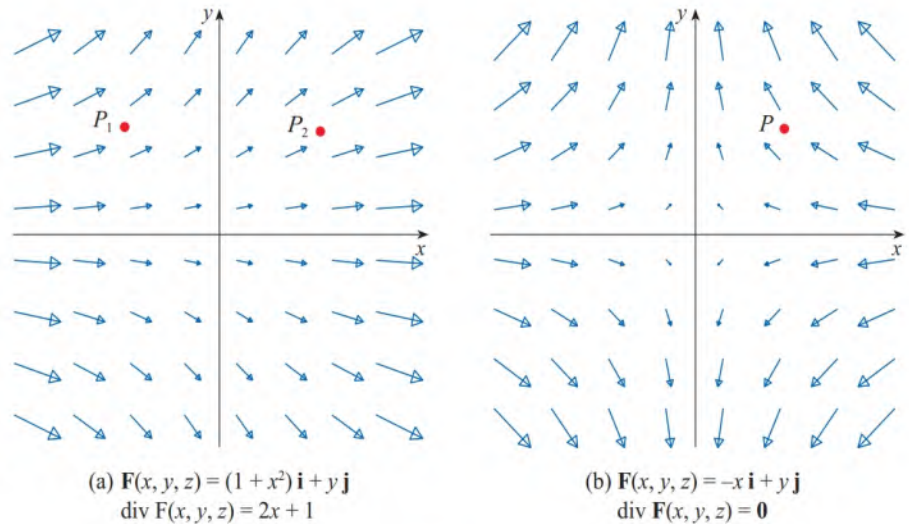 y
P₁
P₂
x
y
P
x
(a) F(x, y, z) = (1 + x²) i + y j
div F(x, y, z) = 2x + 1
(b) F(x, y, z) = –x i + y j
div F(x, y, z) = 0